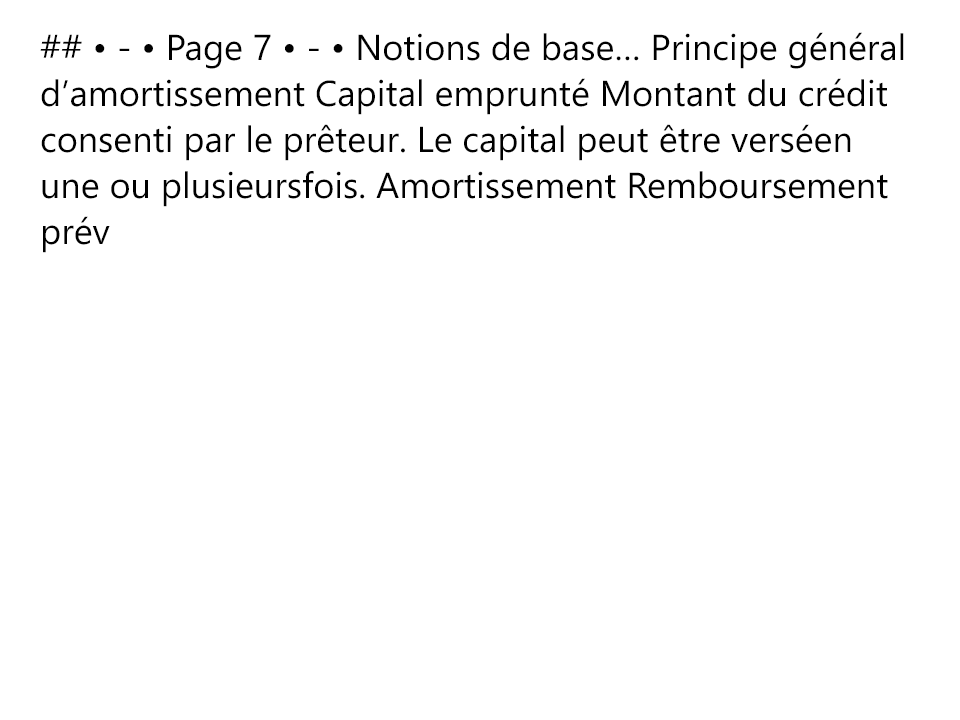 ## • - • Page 7 • - • Notions de base… Principe général
d’amortissement Capital emprunté Montant du crédit
consenti par le prêteur. Le capital peut être verséen
une ou plusieursfois. Amortissement Remboursement
prév